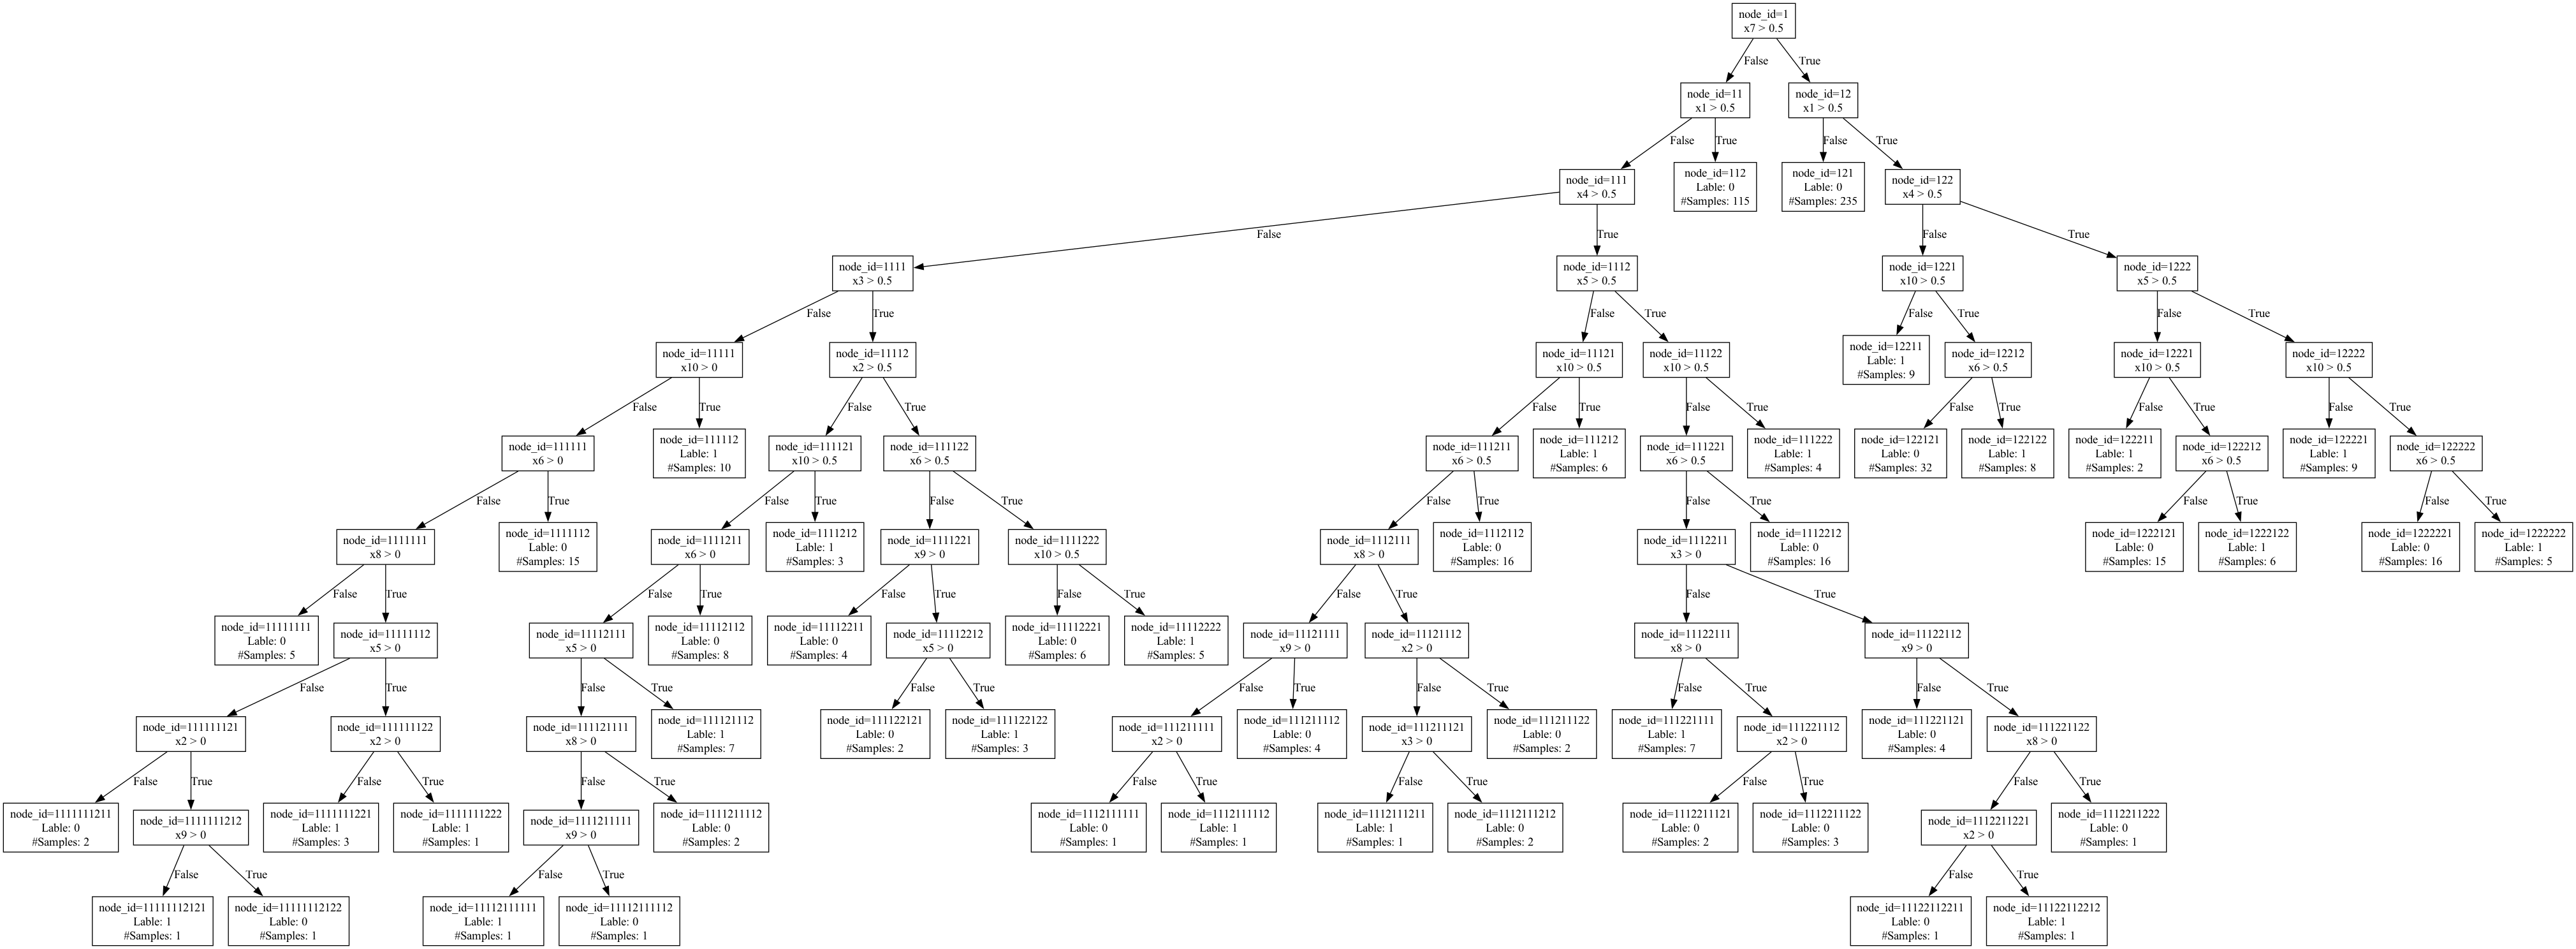 node_id=1
x7 > 0.5
False
True
node_id=11
x1 > 0.5
node_id=12
x1 > 0.5
False
True
False
True
node_id=111
x4 > 0.5
node_id=112
Lable: 0
#Samples: 115
node_id=121
Lable: 0
#Samples: 235
node_id=122
x4 > 0.5
False
True
False
True
node_id=1111
x3 > 0.5
node_id=1112
x5 > 0.5
node_id=1221
x10 > 0.5
node_id=1222
x5 > 0.5
False
True
False
True
False
True
False
True
node_id=11111
x10 > 0
node_id=11112
x2 > 0.5
node_id=11121
x10 > 0.5
node_id=11122
x10 > 0.5
node_id=12211
Lable: 1
#Samples: 9
node_id=12212
x6 > 0.5
node_id=12221
x10 > 0.5
node_id=12222
x10 > 0.5
False
True
False
True
False
True
False
True
False
True
False
True
False
True
node_id=111111
x6 > 0
node_id=111112
Lable: 1
#Samples: 10
node_id=111121
x10 > 0.5
node_id=111122
x6 > 0.5
node_id=111211
x6 > 0.5
node_id=111212
Lable: 1
#Samples: 6
node_id=111221
x6 > 0.5
node_id=111222
Lable: 1
#Samples: 4
node_id=122121
Lable: 0
#Samples: 32
node_id=122122
Lable: 1
#Samples: 8
node_id=122211
Lable: 1
#Samples: 2
node_id=122212
x6 > 0.5
node_id=122221
Lable: 1
#Samples: 9
node_id=122222
x6 > 0.5
False
True
False
True
False
True
False
True
False
True
False
True
False
True
node_id=1111111
x8 > 0
node_id=1111112
Lable: 0
#Samples: 15
node_id=1111211
x6 > 0
node_id=1111212
Lable: 1
#Samples: 3
node_id=1111221
x9 > 0
node_id=1111222
x10 > 0.5
node_id=1112111
x8 > 0
node_id=1112112
Lable: 0
#Samples: 16
node_id=1112211
x3 > 0
node_id=1112212
Lable: 0
#Samples: 16
node_id=1222121
Lable: 0
#Samples: 15
node_id=1222122
Lable: 1
#Samples: 6
node_id=1222221
Lable: 0
#Samples: 16
node_id=1222222
Lable: 1
#Samples: 5
False
True
False
True
False
True
False
True
False
True
False
True
node_id=11111111
Lable: 0
#Samples: 5
node_id=11111112
x5 > 0
node_id=11112111
x5 > 0
node_id=11112112
Lable: 0
#Samples: 8
node_id=11112211
Lable: 0
#Samples: 4
node_id=11112212
x5 > 0
node_id=11112221
Lable: 0
#Samples: 6
node_id=11112222
Lable: 1
#Samples: 5
node_id=11121111
x9 > 0
node_id=11121112
x2 > 0
node_id=11122111
x8 > 0
node_id=11122112
x9 > 0
False
True
False
True
False
True
False
True
False
True
False
True
False
True
node_id=111111121
x2 > 0
node_id=111111122
x2 > 0
node_id=111121111
x8 > 0
node_id=111121112
Lable: 1
#Samples: 7
node_id=111122121
Lable: 0
#Samples: 2
node_id=111122122
Lable: 1
#Samples: 3
node_id=111211111
x2 > 0
node_id=111211112
Lable: 0
#Samples: 4
node_id=111211121
x3 > 0
node_id=111211122
Lable: 0
#Samples: 2
node_id=111221111
Lable: 1
#Samples: 7
node_id=111221112
x2 > 0
node_id=111221121
Lable: 0
#Samples: 4
node_id=111221122
x8 > 0
False
True
False
True
False
True
False
True
False
True
False
True
False
True
node_id=1111111211
Lable: 0
#Samples: 2
node_id=1111111212
x9 > 0
node_id=1111111221
Lable: 1
#Samples: 3
node_id=1111111222
Lable: 1
#Samples: 1
node_id=1111211111
x9 > 0
node_id=1111211112
Lable: 0
#Samples: 2
node_id=1112111111
Lable: 0
#Samples: 1
node_id=1112111112
Lable: 1
#Samples: 1
node_id=1112111211
Lable: 1
#Samples: 1
node_id=1112111212
Lable: 0
#Samples: 2
node_id=1112211121
Lable: 0
#Samples: 2
node_id=1112211122
Lable: 0
#Samples: 3
node_id=1112211221
x2 > 0
node_id=1112211222
Lable: 0
#Samples: 1
False
True
False
True
False
True
node_id=11111112121
Lable: 1
#Samples: 1
node_id=11111112122
Lable: 0
#Samples: 1
node_id=11112111111
Lable: 1
#Samples: 1
node_id=11112111112
Lable: 0
#Samples: 1
node_id=11122112211
Lable: 0
#Samples: 1
node_id=11122112212
Lable: 1
#Samples: 1